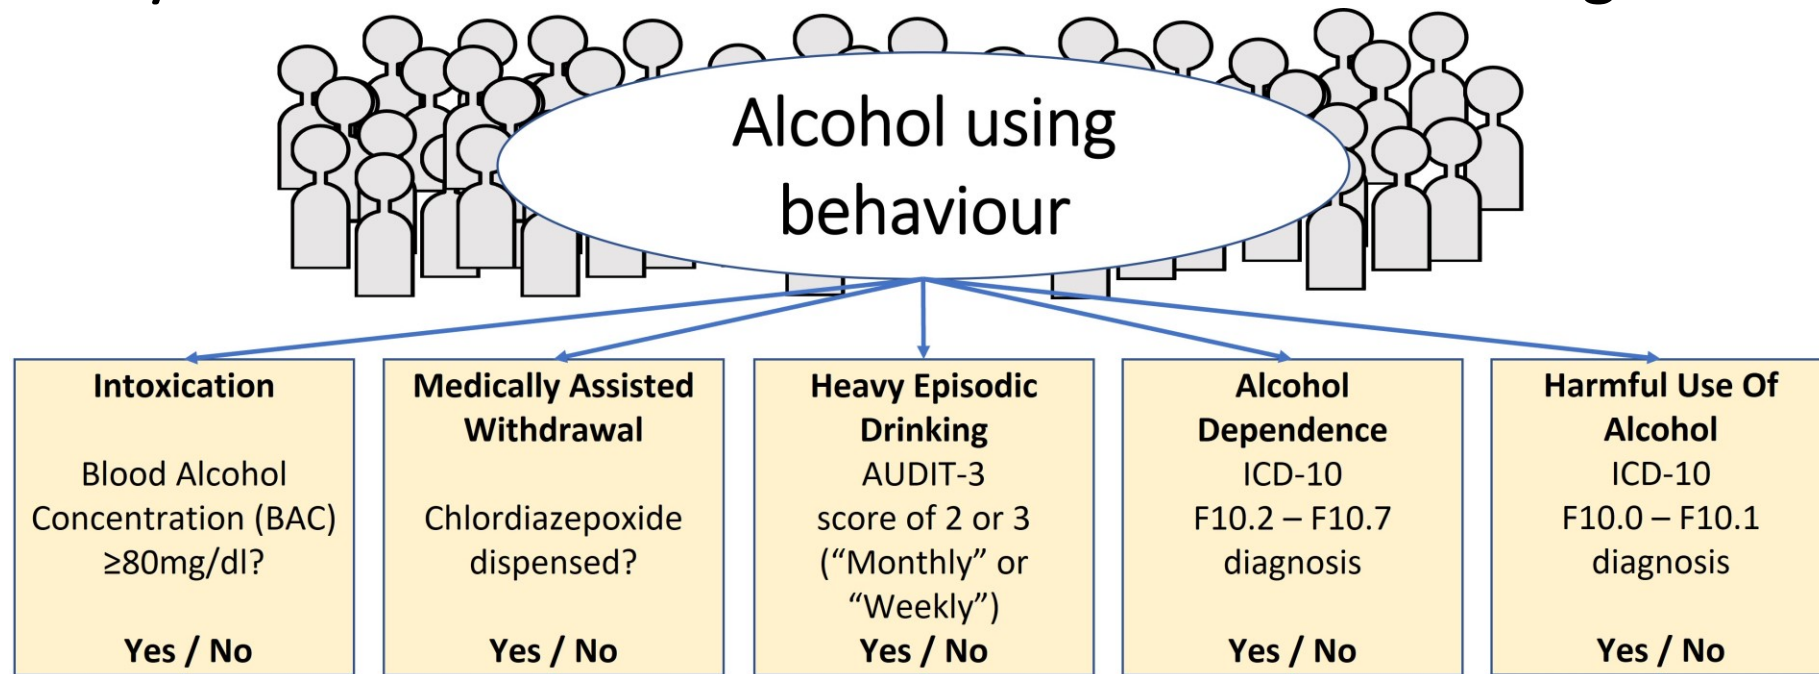 Alcohol using
behaviour
Intoxication
Blood Alcohol
Concentration (BAC)
≥80mg/dl?
Yes / No
Medically Assisted
Withdrawal
Chlordiazepoxide
dispensed?
Yes / No
Heavy Episodic
Drinking
AUDIT-3
score of 2 or 3
(“Monthly” or
“Weekly”)
Yes / No
Alcohol
Dependence
ICD-10
F10.2 – F10.7
diagnosis
Yes / No
Harmful Use Of
Alcohol
ICD-10
F10.0 – F10.1
diagnosis
Yes / No